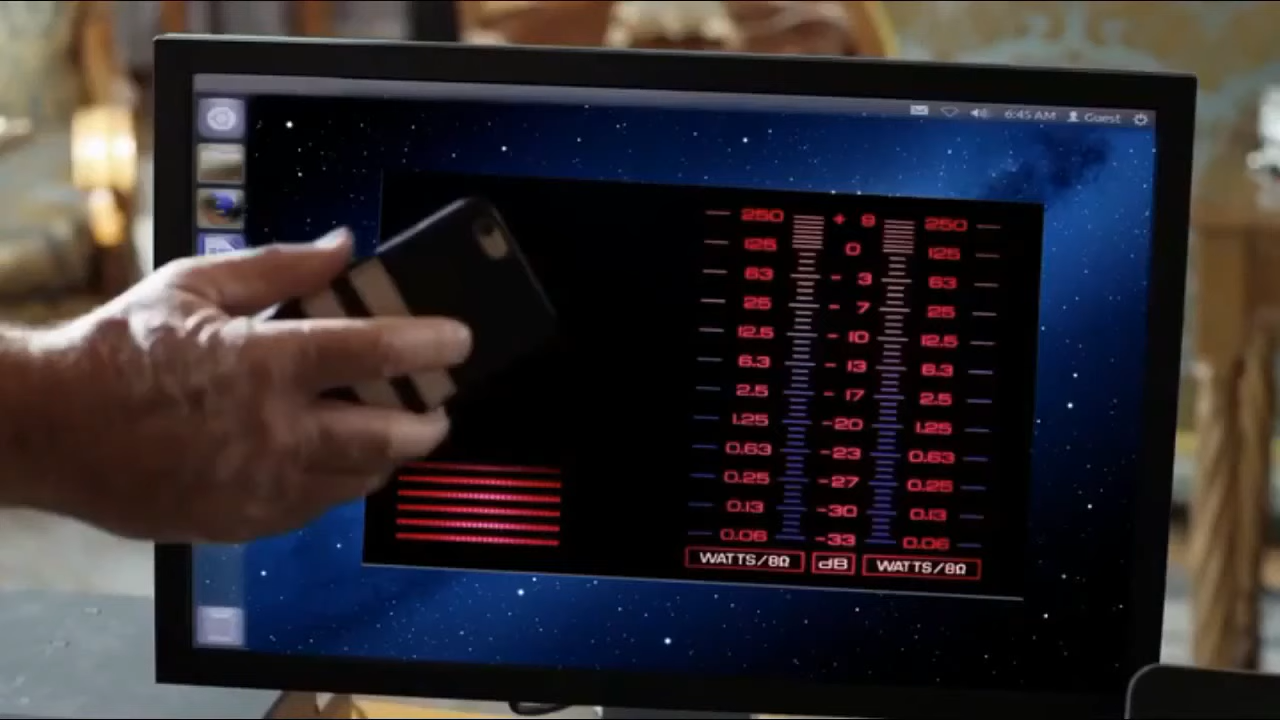 6:45 AM Guest
250 + 9 250
125 0 125
63 - 3 63
25 - 7 25
12.5 - 10 12.5
6.3 - 13 6.3
2.5 - 17 2.5
1.25 -20 1.25
0.63 -23 0.63
0.25 -27 0.25
0.13 -30 0.13
0.06 -33 0.06
WATTS/8Ω dB WATTS/8Ω